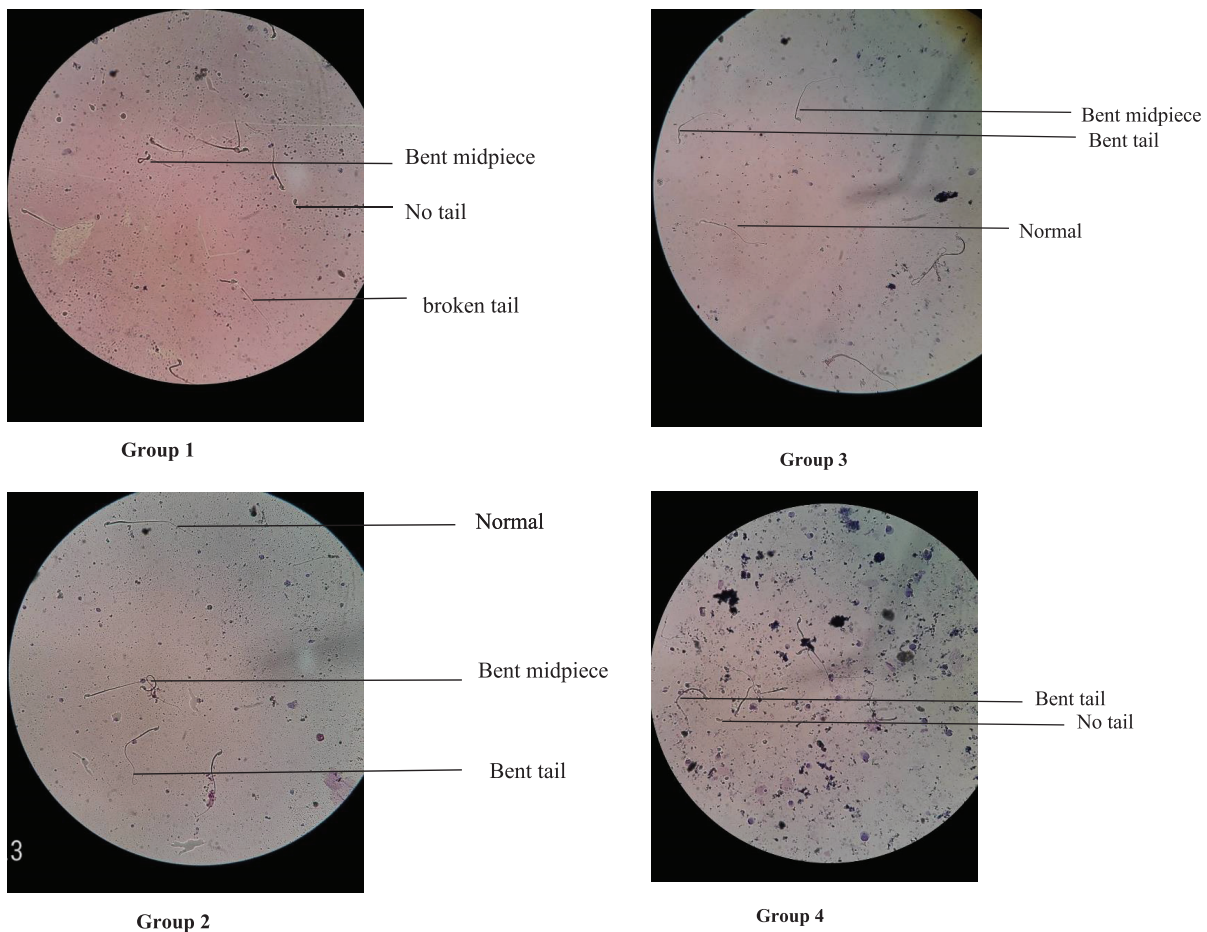 Bent midpiece
No tail
broken tail
Group 1
Bent midpiece
Bent tail
Normal
Group 3
Normal
Bent midpiece
Bent tail
.3
Group 2
Bent tail
No tail
Group 4